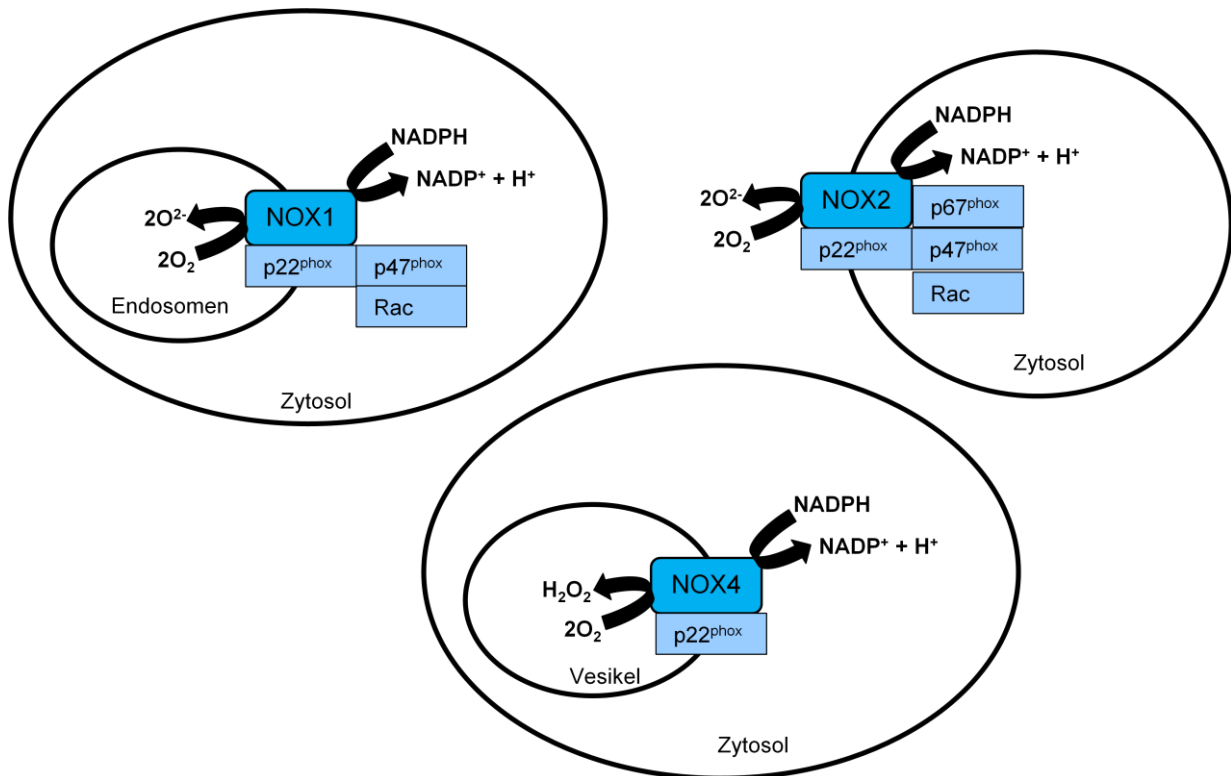 NADPH
NADP⁺ + H⁺
NOX1
2O²⁻
2O₂
p22ᵖʰᵒˣ
p47ᵖʰᵒˣ
Rac
Endosomen
Zytosol
NADPH
NADP⁺ + H⁺
NOX2
p67ᵖʰᵒˣ
2O²⁻
2O₂
p22ᵖʰᵒˣ
p47ᵖʰᵒˣ
Rac
Zytosol
NADPH
NADP⁺ + H⁺
NOX4
H₂O₂
2O₂
p22ᵖʰᵒˣ
Vesikel
Zytosol